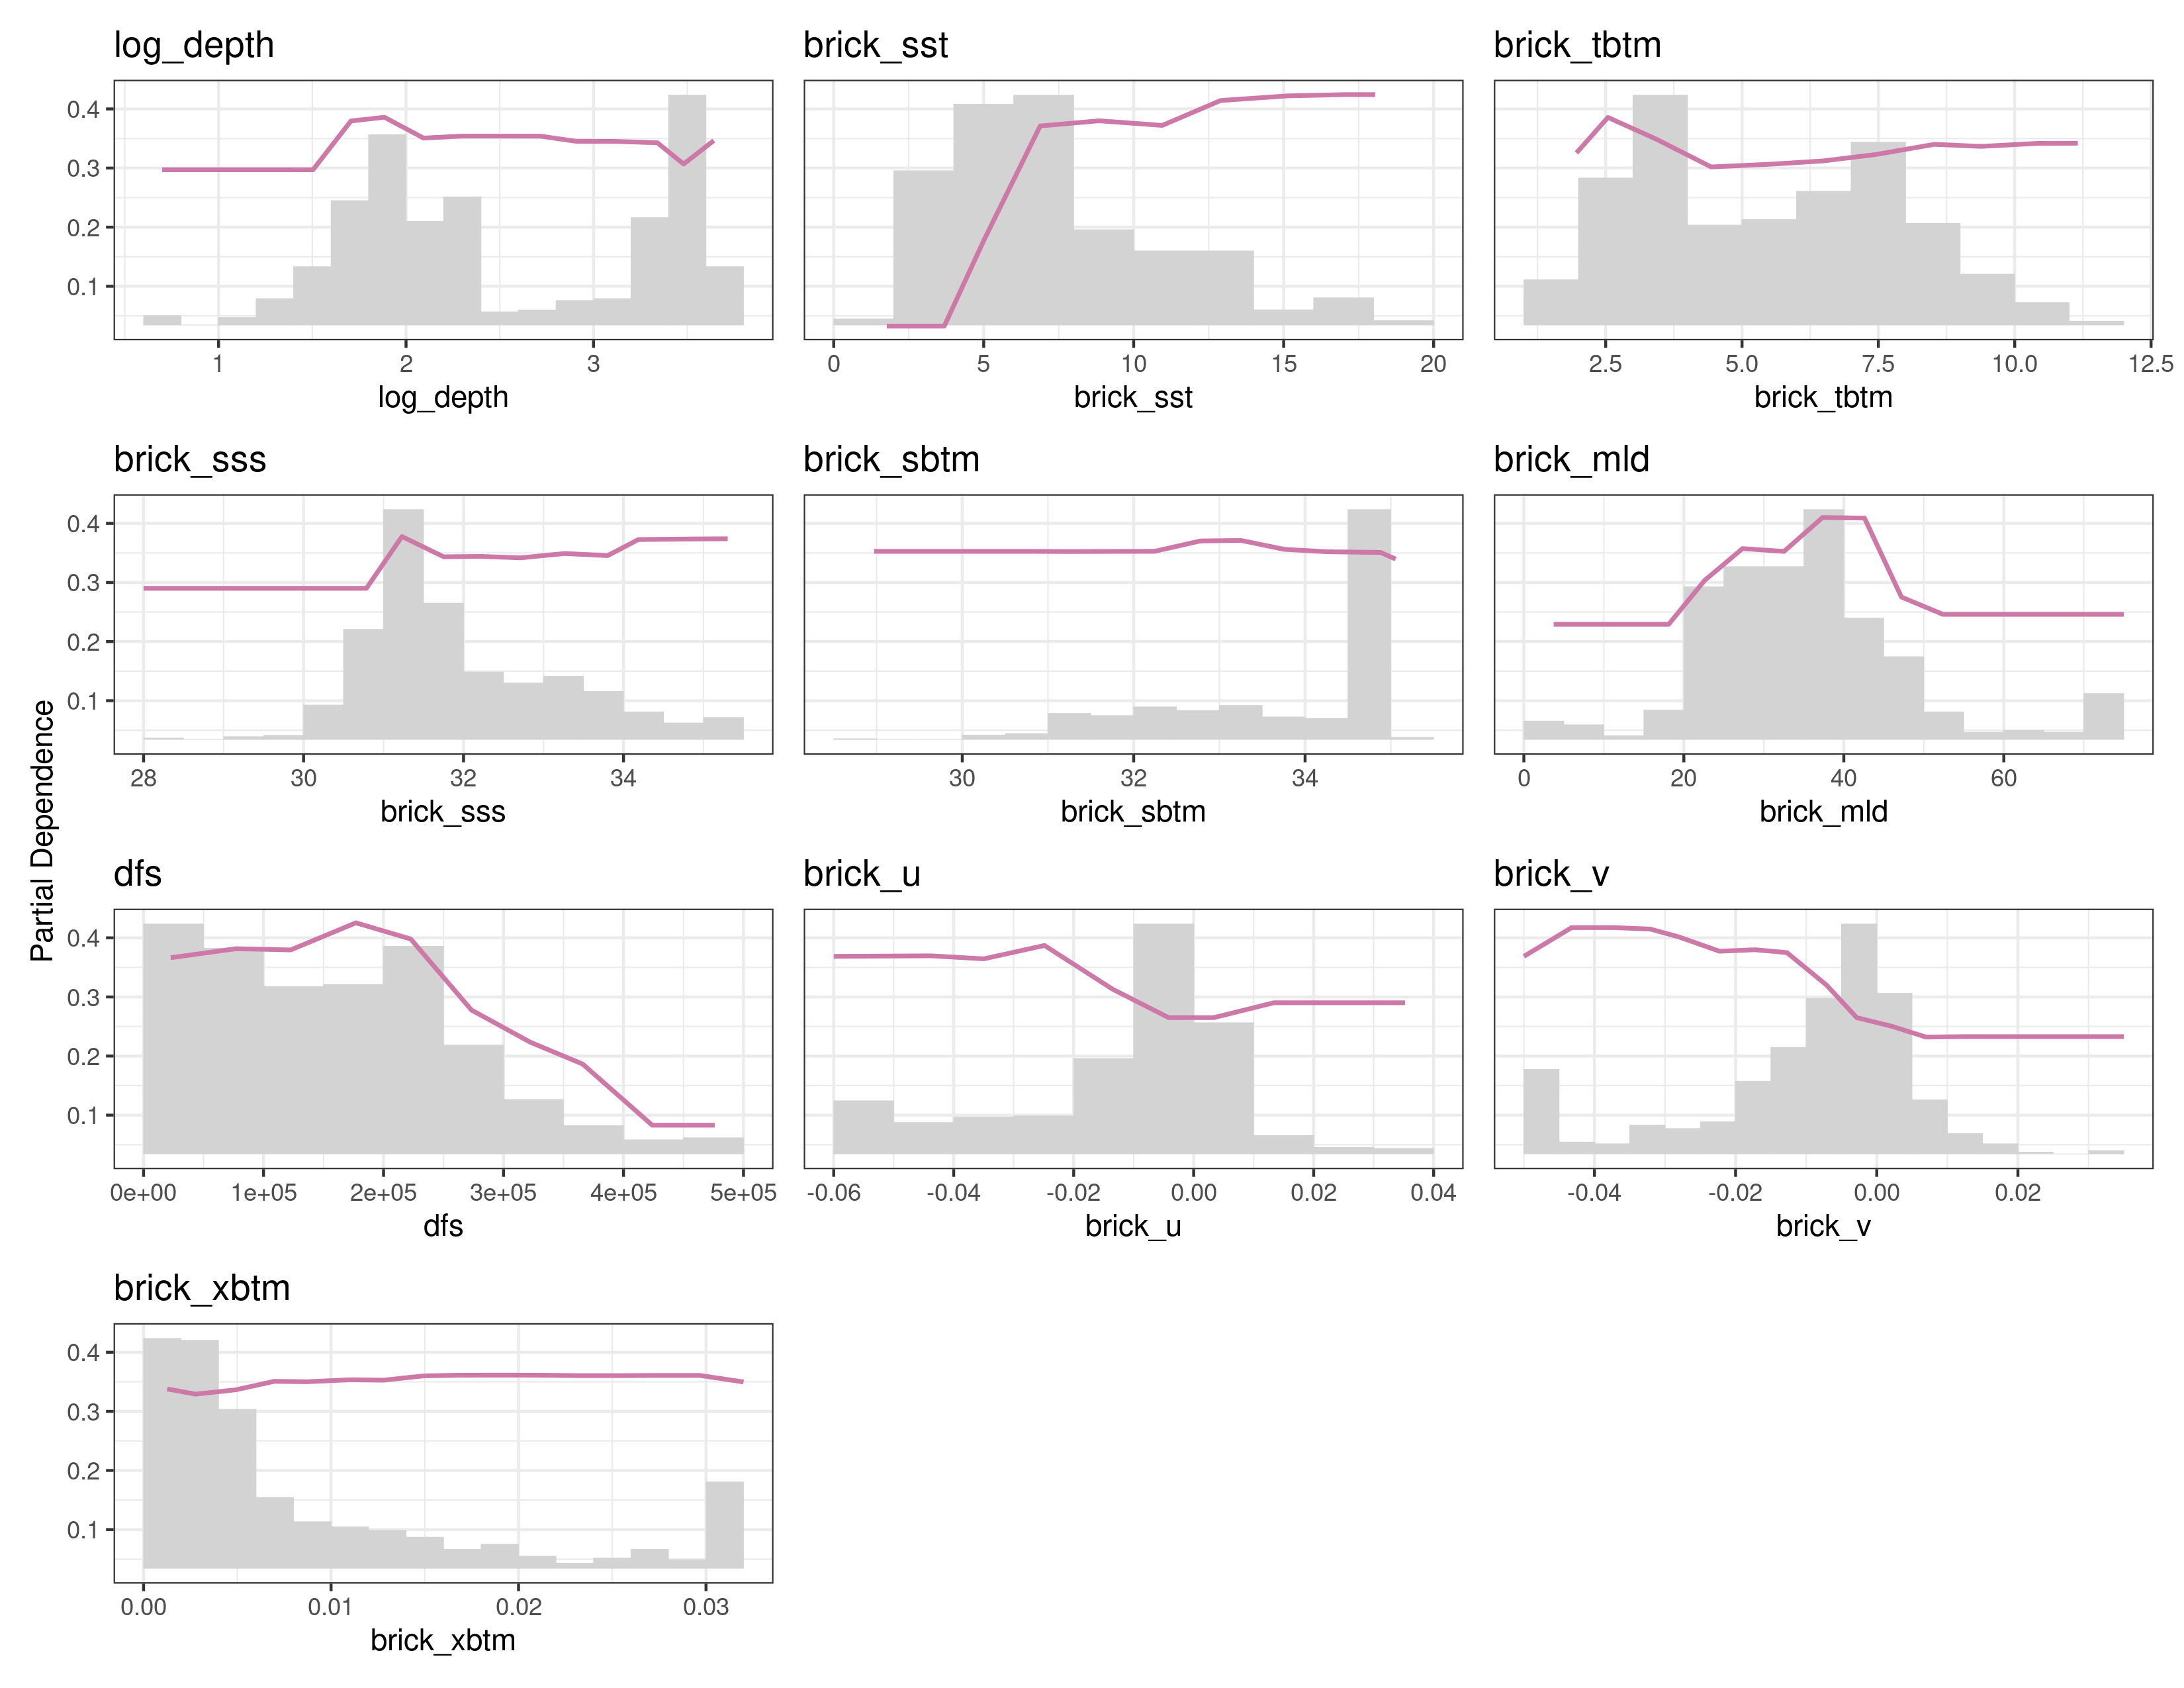 log_depth brick_sst brick_tbtm
0.4
0.3
0.2
0.1
1 2 3 0 5 10 15 20 2.5 5.0 7.5 10.0 12.5
log_depth brick_sst brick_tbtm
brick_sss brick_sbtm brick_mld
0.4
0.3
0.2
0.1
28 30 32 34 30 32 34 0 20 40 60
brick_sss brick_sbtm brick_mld
Partial Dependence
dfs brick_u brick_v
0.4
0.3
0.2
0.1
0e+00 1e+05 2e+05 3e+05 4e+05 5e+05 -0.06 -0.04 -0.02 0.00 0.02 0.04 -0.04 -0.02 0.00 0.02
dfs brick_u brick_v
brick_xbtm
0.4
0.3
0.2
0.1
0.00 0.01 0.02 0.03
brick_xbtm